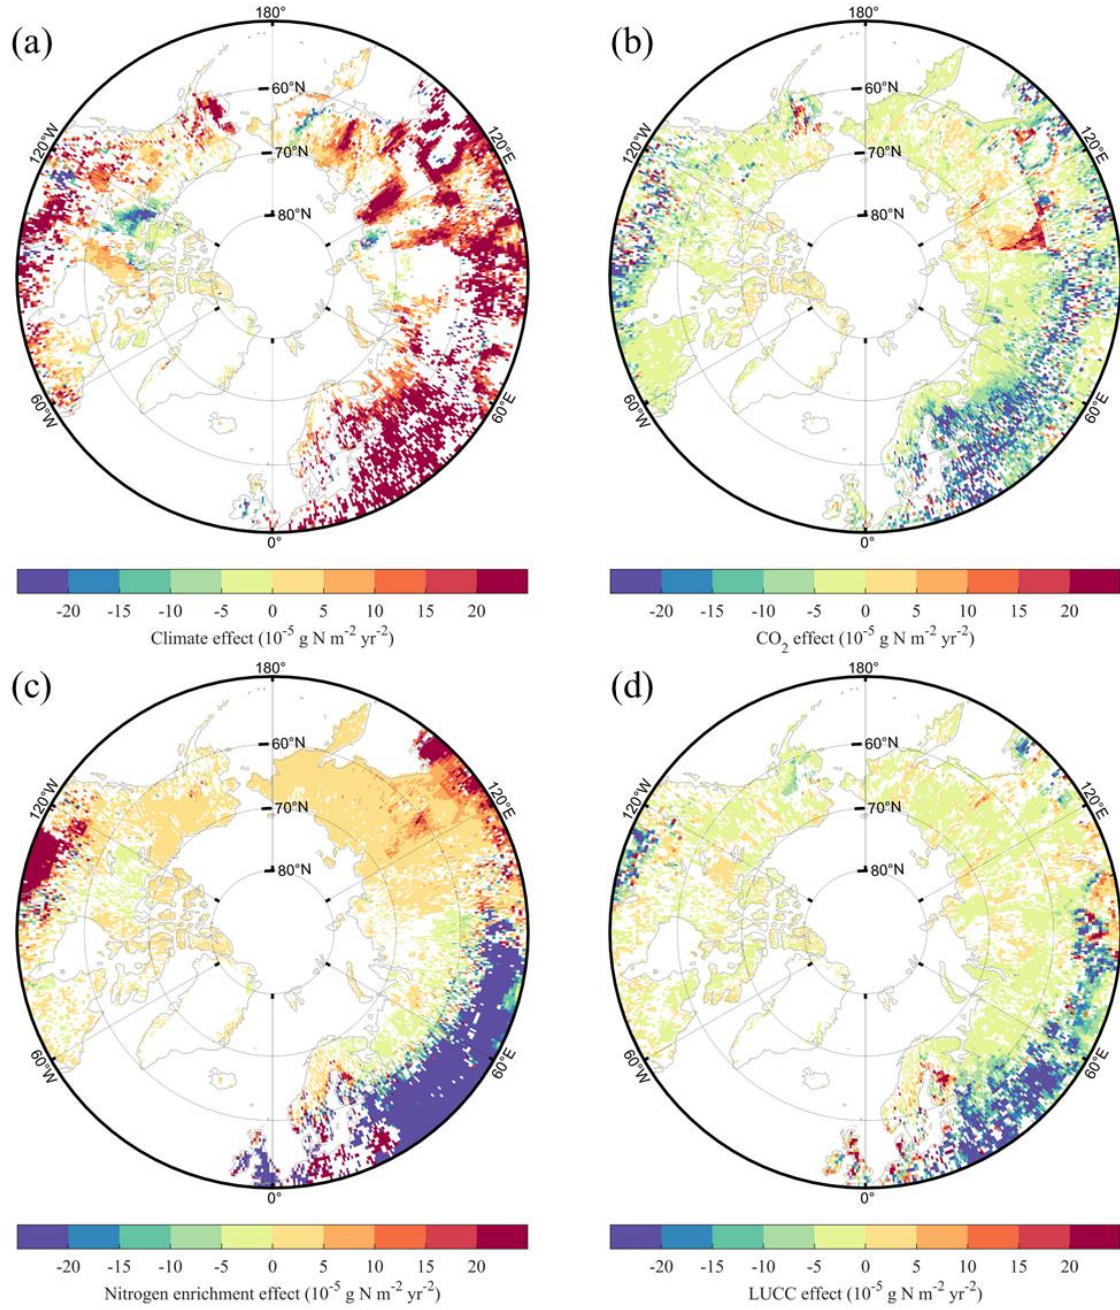 (a)
180°
60°N
70°N
80°N
120°W
120°E
60°W
60°E
0°
-20 -15 -10 -5 0 5 10 15 20
Climate effect (10⁻⁵ g N m⁻² yr⁻²)
(b)
180°
60°N
70°N
80°N
120°W
120°E
60°W
60°E
0°
-20 -15 -10 -5 0 5 10 15 20
CO₂ effect (10⁻⁵ g N m⁻² yr⁻²)
(c)
180°
60°N
70°N
80°N
120°W
120°E
60°W
60°E
0°
-20 -15 -10 -5 0 5 10 15 20
Nitrogen enrichment effect (10⁻⁵ g N m⁻² yr⁻²)
(d)
180°
60°N
70°N
80°N
120°W
120°E
60°W
60°E
0°
-20 -15 -10 -5 0 5 10 15 20
LUCC effect (10⁻⁵ g N m⁻² yr⁻²)